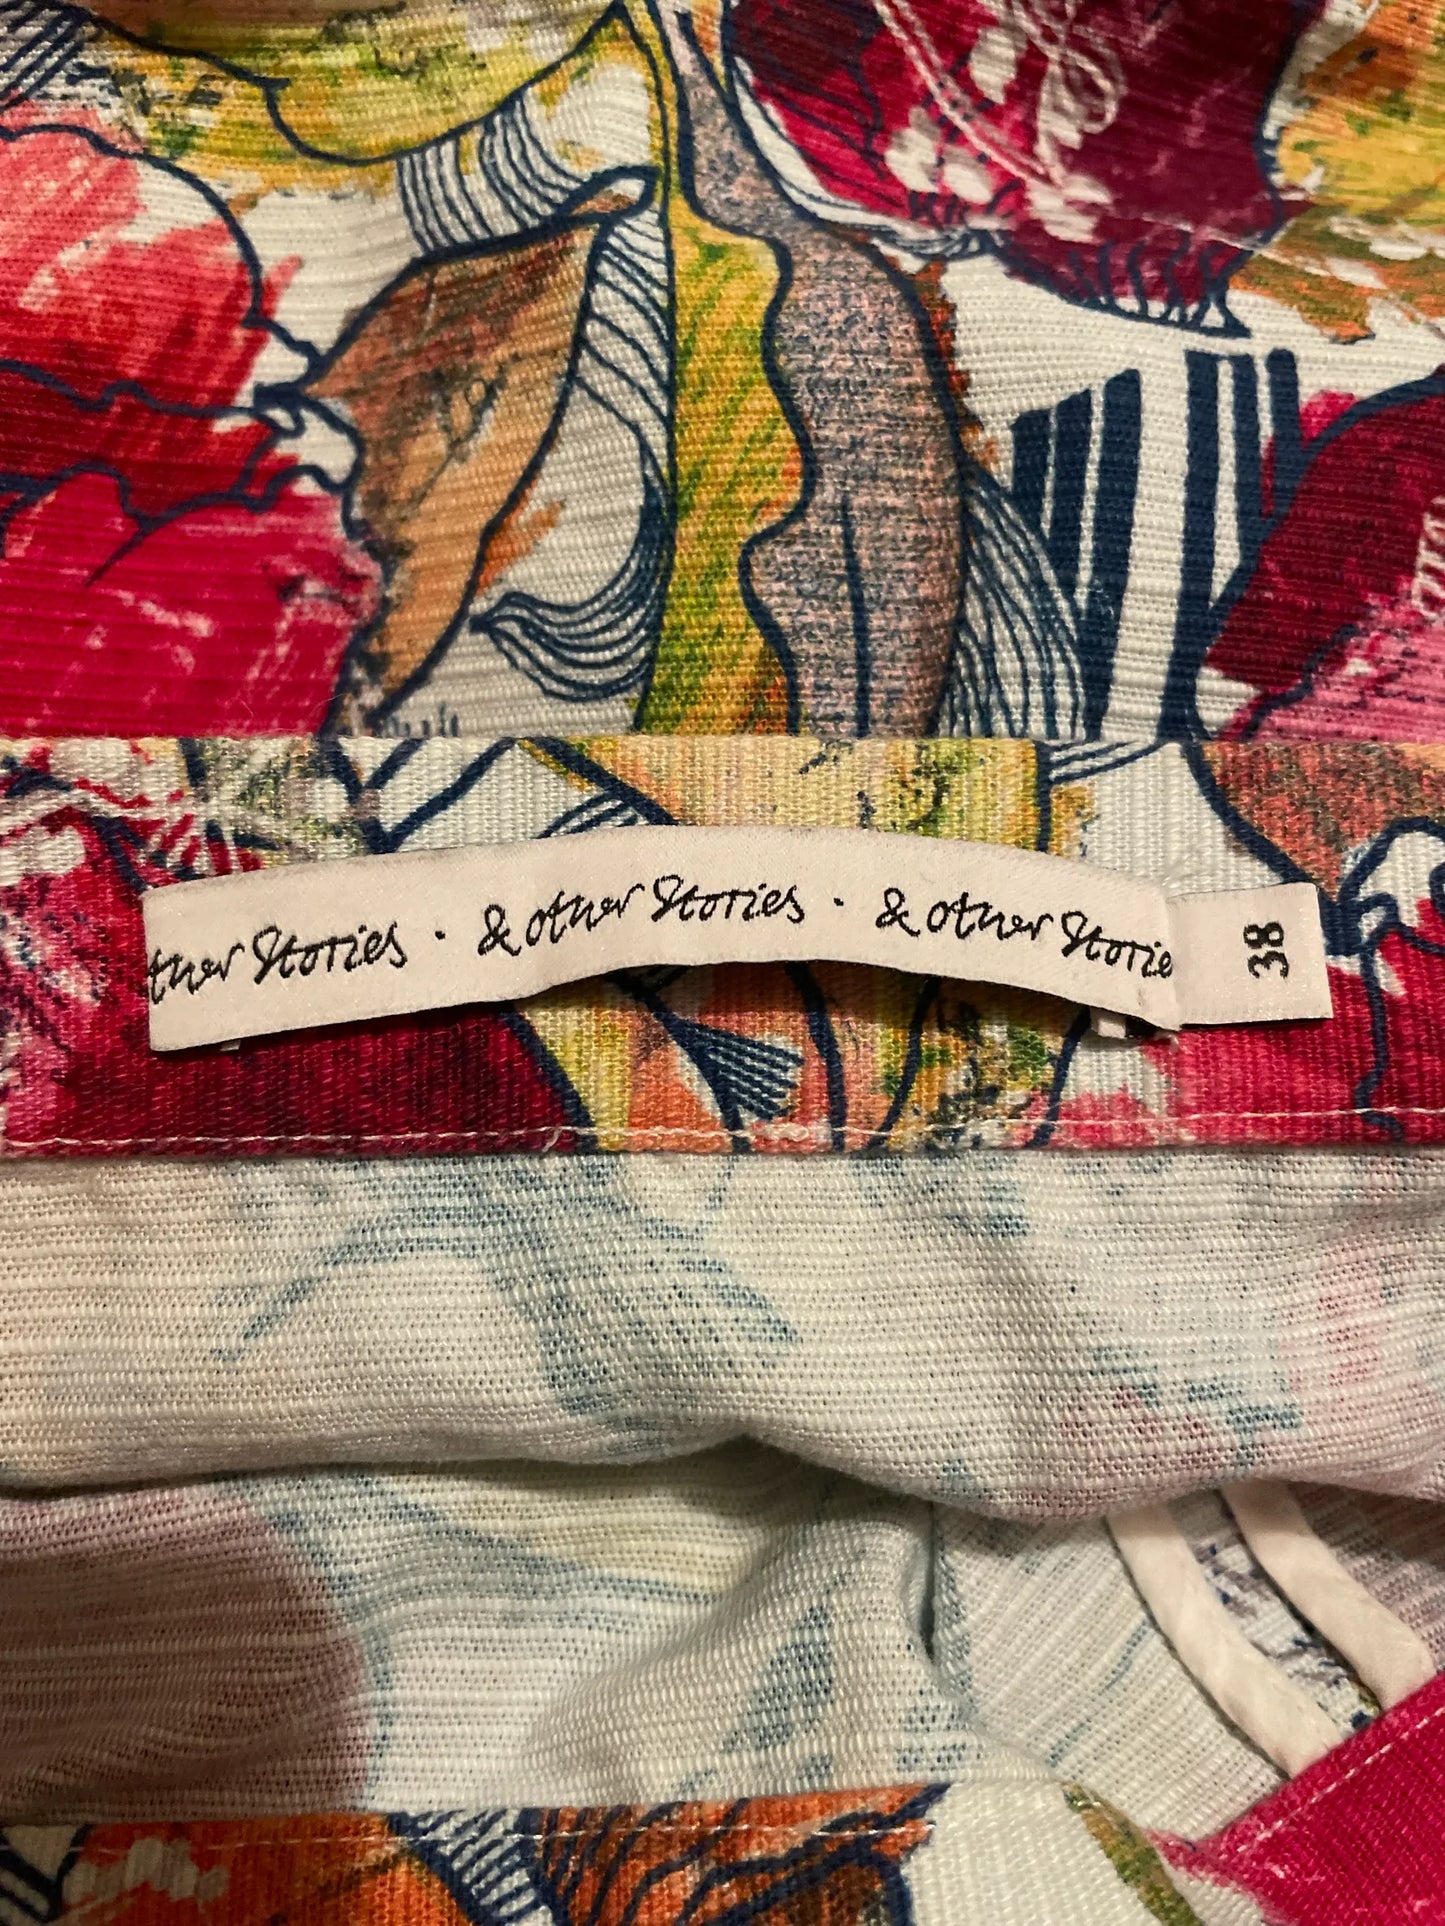 ther Stories · & other Stories · & other Storie
38